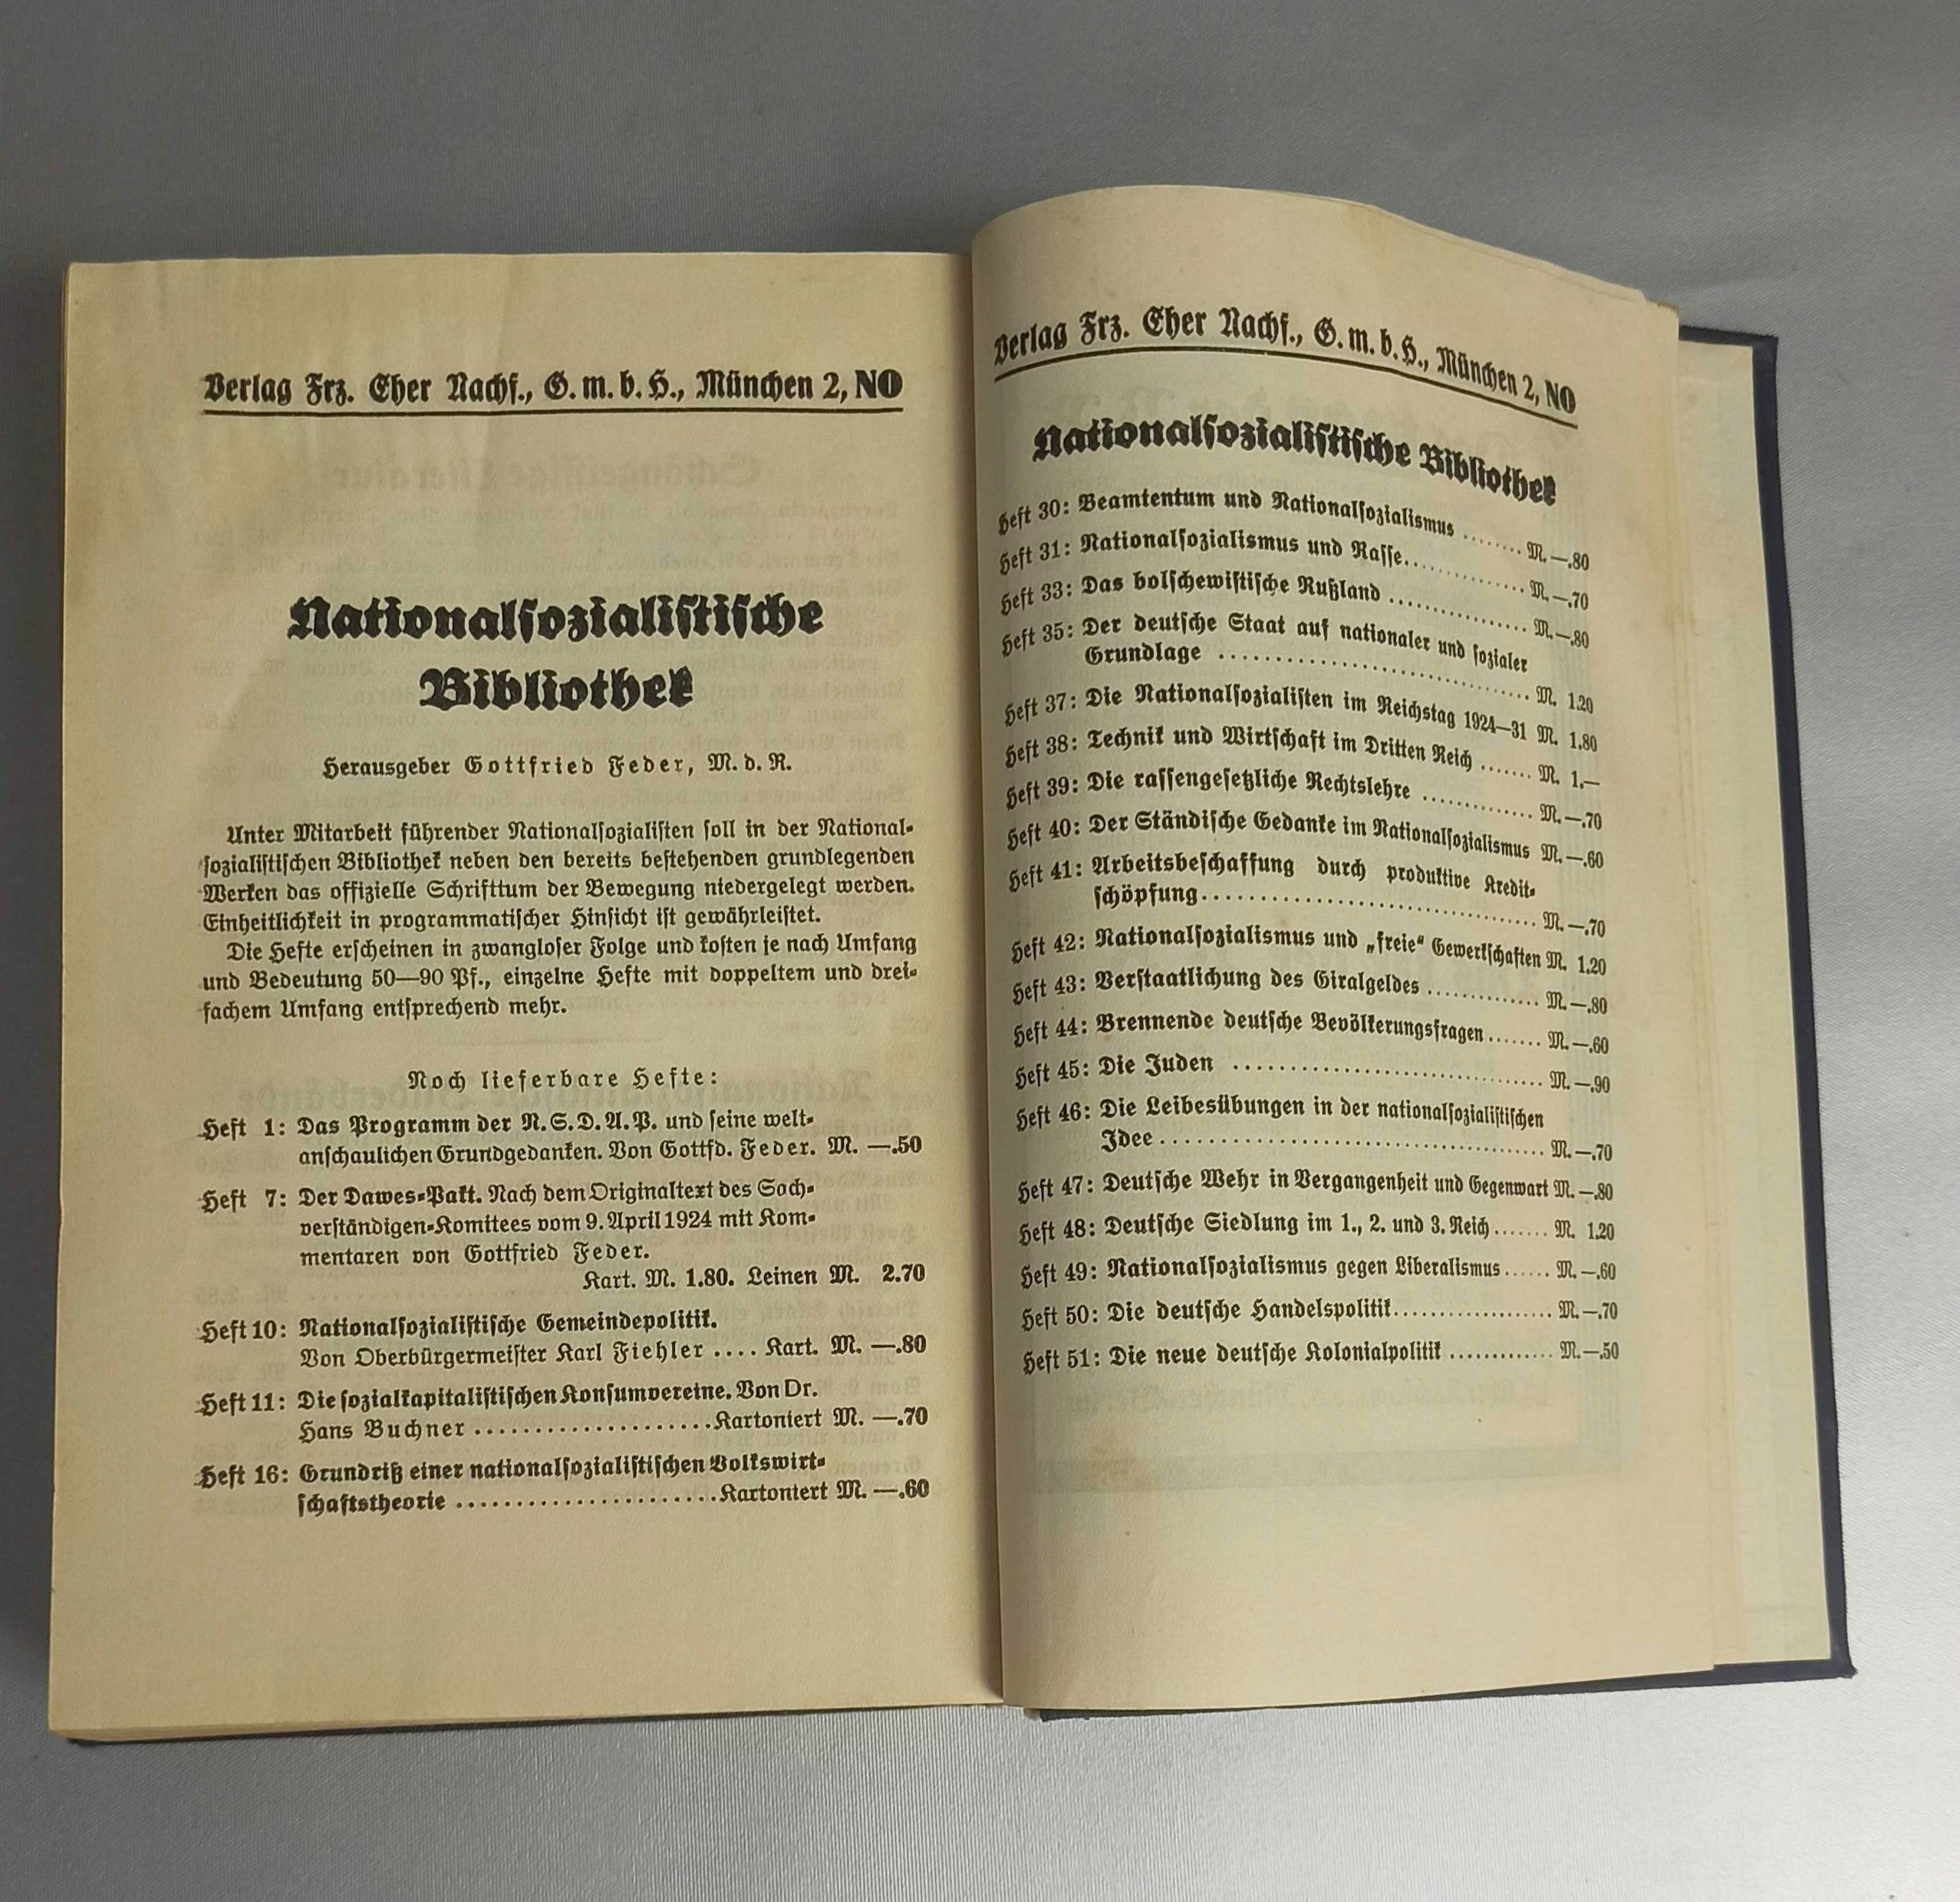 Verlag Frz. Eher Nachf., G.m.b.H., München 2, NO
Nationalsozialistische
Bibliothek
Herausgeber Gottfried Feder, M.d.R.
Unter Mitarbeit führender Nationalsozialisten soll in der National-
sozialistischen Bibliothek neben den bereits bestehenden grundlegenden
Werken das offizielle Schrifttum der Bewegung niedergelegt werden.
Einheitlichkeit in programmatischer Hinsicht ist gewährleistet.
Die Hefte erscheinen in zwangloser Folge und kosten je nach Umfang
und Bedeutung 50—90 Pf., einzelne Hefte mit doppeltem und drei-
fachem Umfang entsprechend mehr.
Noch lieferbare Hefte:
Heft 1: Das Programm der N.S.D.A.P. und seine welt-
anschaulichen Grundgedanken. Von Gottfd. Feder. M. —.50
Heft 7: Der Dawes-Pakt. Nach dem Originaltext des Sach-
verständigen-Komitees vom 9. April 1924 mit Kom-
mentaren von Gottfried Feder.
Kart. M. 1.80. Leinen M. 2.70
Heft 10: Nationalsozialistische Gemeindepolitik.
Von Oberbürgermeister Karl Fiehler .... Kart. M. —.80
Heft 11: Die sozialkapitalistischen Konsumvereine. Von Dr.
Hans Buchner ................... Kartoniert M. —.70
Heft 16: Grundriß einer nationalsozialistischen Volkswirt-
schaftstheorie ..................... Kartoniert M. —.60
Verlag Frz. Eher Nachf., G.m.b.H., München 2, NO
Nationalsozialistische Bibliothek
Heft 30: Beamtentum und Nationalsozialismus ........ M. —.80
Heft 31: Nationalsozialismus und Rasse............... M. —.70
Heft 33: Das bolschewistische Rußland ............... M. —.80
Heft 35: Der deutsche Staat auf nationaler und sozialer
Grundlage ................................ M. 1.20
Heft 37: Die Nationalsozialisten im Reichstag 1924—31 M. 1.80
Heft 38: Technik und Wirtschaft im Dritten Reich ....... M. 1.—
Heft 39: Die rassengesetzliche Rechtslehre ............ M. —.70
Heft 40: Der Ständische Gedanke im Nationalsozialismus M. —.60
Heft 41: Arbeitsbeschaffung durch produktive Kredit-
schöpfung................................... M. —.70
Heft 42: Nationalsozialismus und „freie“ Gewerkschaften M. 1.20
Heft 43: Verstaatlichung des Giralgeldes ............. M. —.80
Heft 44: Brennende deutsche Bevölkerungsfragen....... M. —.60
Heft 45: Die Juden ................................. M. —.90
Heft 46: Die Leibesübungen in der nationalsozialistischen
Idee ....................................... M. —.70
Heft 47: Deutsche Wehr in Vergangenheit und Gegenwart M. —.80
Heft 48: Deutsche Siedlung im 1., 2. und 3. Reich ....... M. 1.20
Heft 49: Nationalsozialismus gegen Liberalismus ...... M. —.60
Heft 50: Die deutsche Handelspolitik.................. M. —.70
Heft 51: Die neue deutsche Kolonialpolitik ............. M. —.50